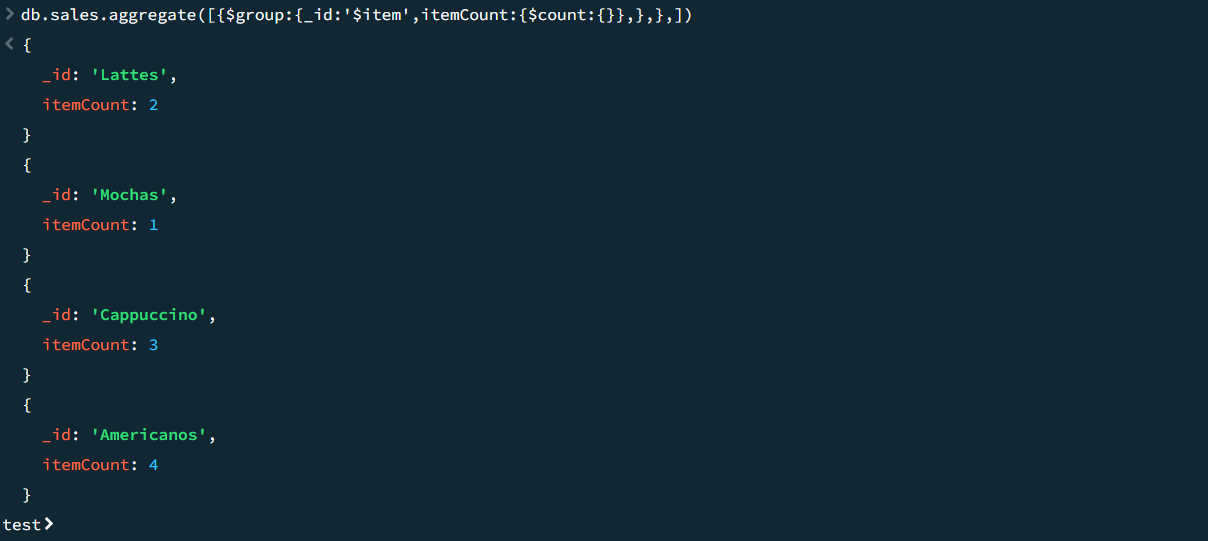 > db.sales.aggregate([{$group:{_id:'$item',itemCount:{$count:{}},},},])
< {
_id: 'Lattes',
itemCount: 2
}
{
_id: 'Mochas',
itemCount: 1
}
{
_id: 'Cappuccino',
itemCount: 3
}
{
_id: 'Americanos',
itemCount: 4
}
test>